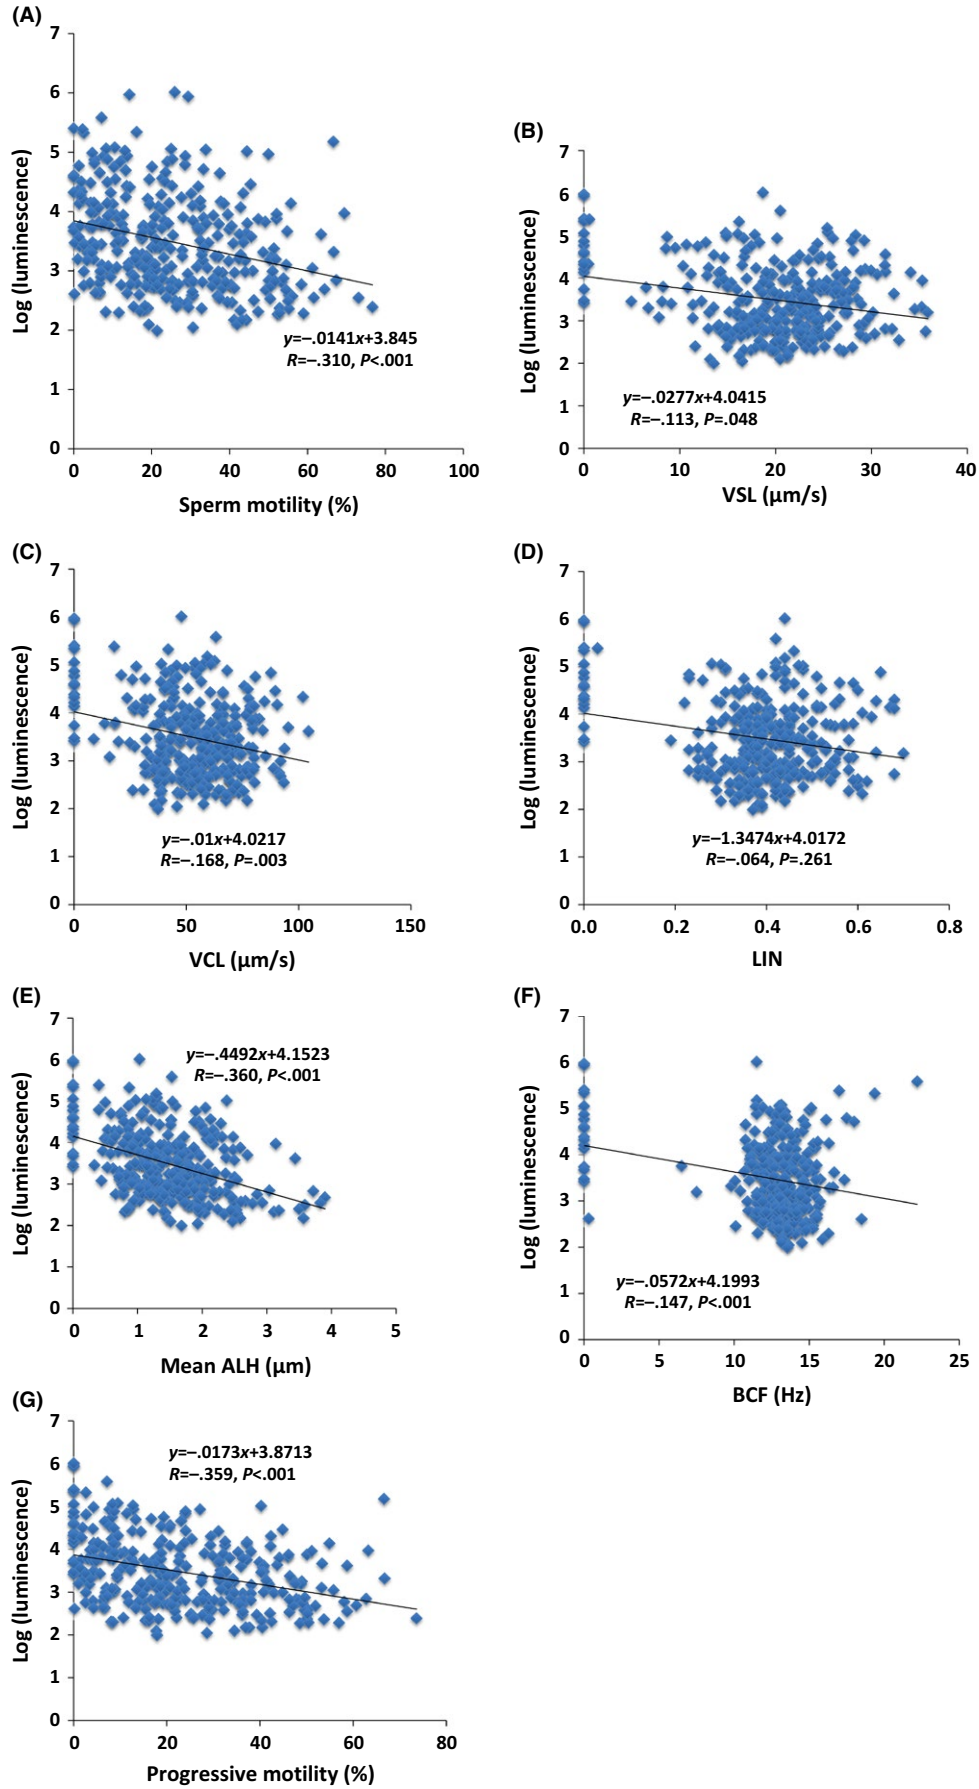 (A)
7
6
5
4
3
2
1
0
Log (luminescence)
y=–.0141x+3.845
R=–.310, P<.001
0 20 40 60 80 100
Sperm motility (%)
(B)
7
6
5
4
3
2
1
0
Log (luminescence)
y=–.0277x+4.0415
R=–.113, P=.048
0 10 20 30 40
VSL (µm/s)
(C)
7
6
5
4
3
2
1
0
Log (luminescence)
y=–.01x+4.0217
R=–.168, P=.003
0 50 100 150
VCL (µm/s)
(D)
7
6
5
4
3
2
1
0
Log (luminescence)
y=–1.3474x+4.0172
R=–.064, P=.261
0.0 0.2 0.4 0.6 0.8
LIN
(E)
7
6
5
4
3
2
1
0
Log (luminescence)
y=–.4492x+4.1523
R=–.360, P<.001
0 1 2 3 4 5
Mean ALH (µm)
(F)
7
6
5
4
3
2
1
0
Log (luminescence)
y=–.0572x+4.1993
R=–.147, P<.001
0 5 10 15 20 25
BCF (Hz)
(G)
7
6
5
4
3
2
1
0
Log (luminescence)
y=–.0173x+3.8713
R=–.359, P<.001
0 20 40 60 80
Progressive motility (%)